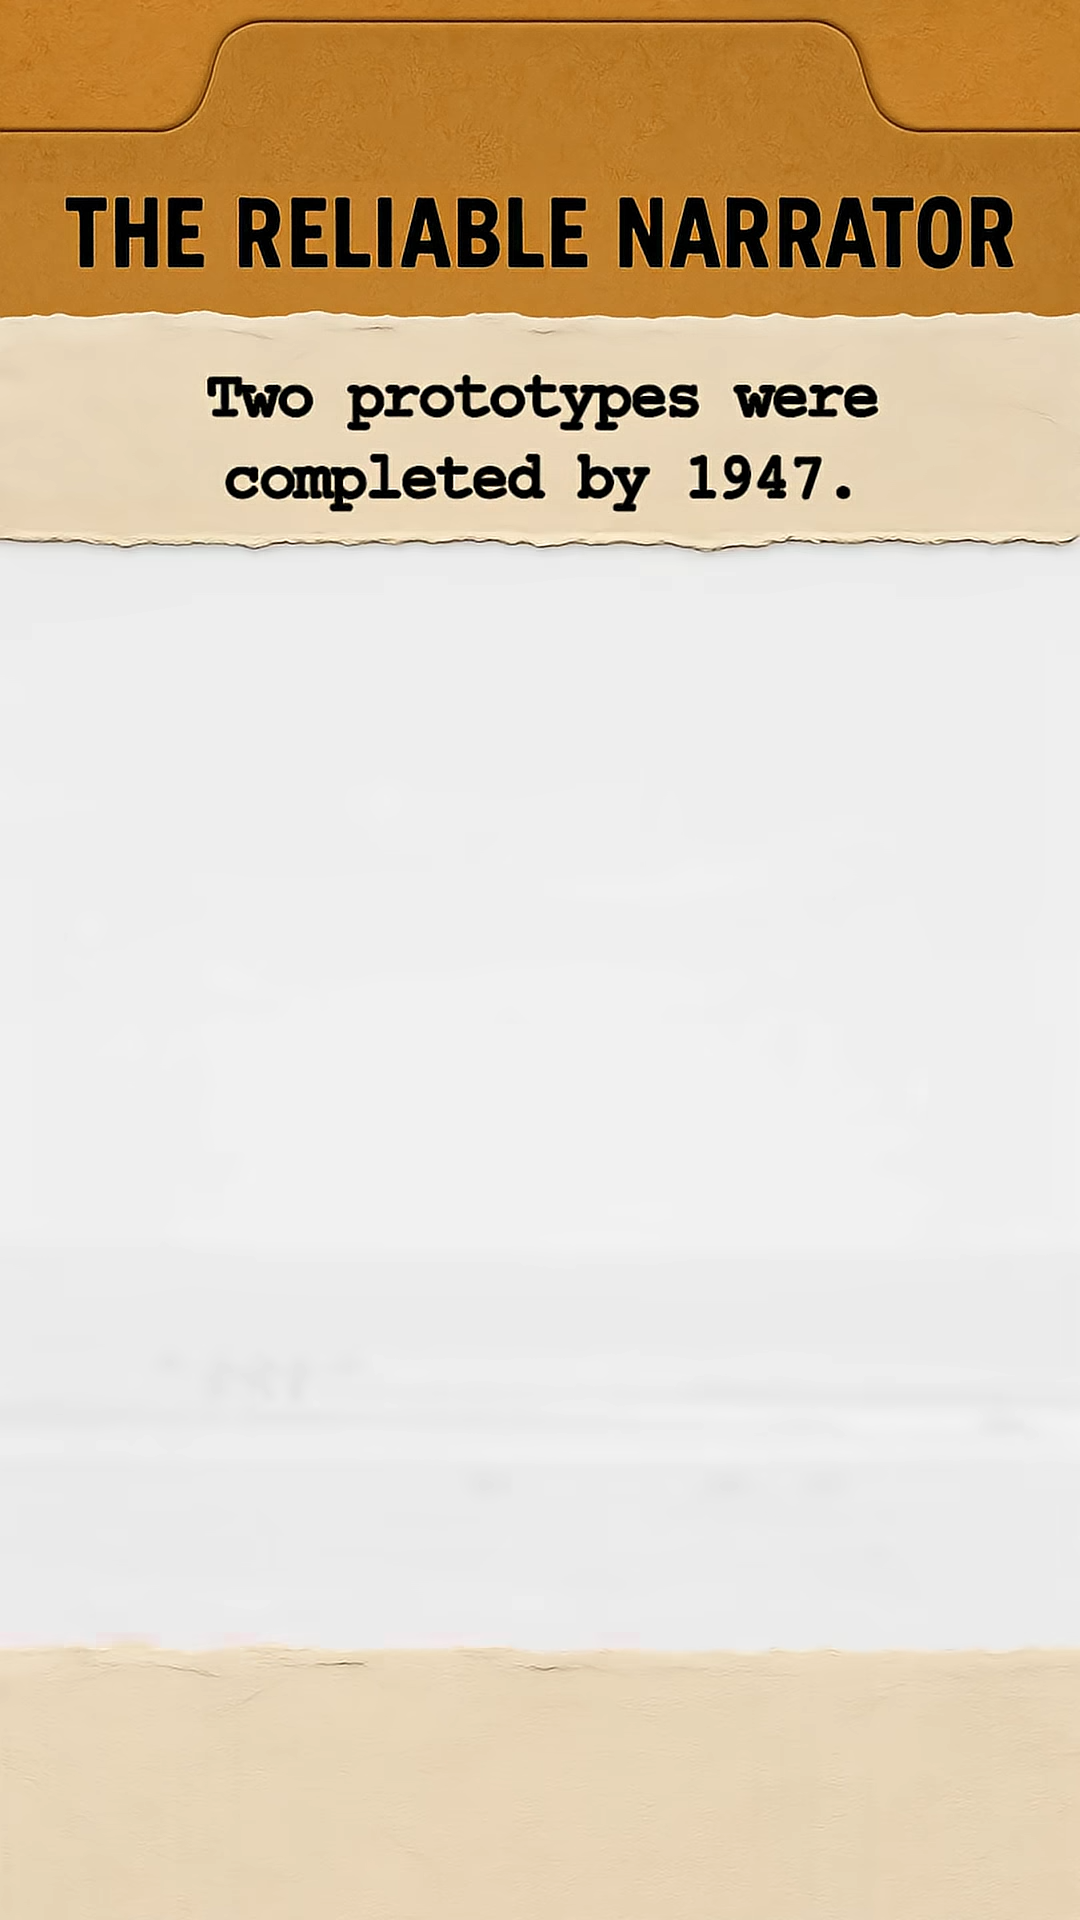 THE RELIABLE NARRATOR
Two prototypes were
completed by 1947.